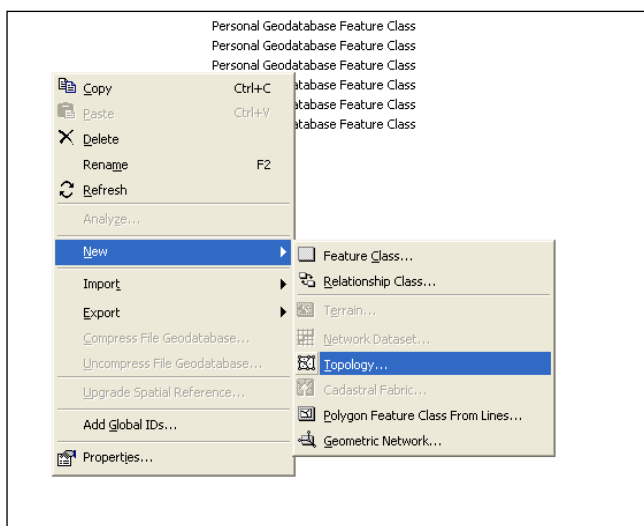 Personal Geodatabase Feature Class
Personal Geodatabase Feature Class
Personal Geodatabase Feature Class
atabase Feature Class
atabase Feature Class
atabase Feature Class
Copy Ctrl+C
Paste Ctrl+V
Delete
Rename F2
Refresh
Analyze...
New
Import
Export
Compress File Geodatabase...
Uncompress File Geodatabase...
Upgrade Spatial Reference...
Add Global IDs...
Properties...
Feature Class...
Relationship Class...
Terrain...
Network Dataset...
Topology...
Cadastral Fabric...
Polygon Feature Class From Lines...
Geometric Network...